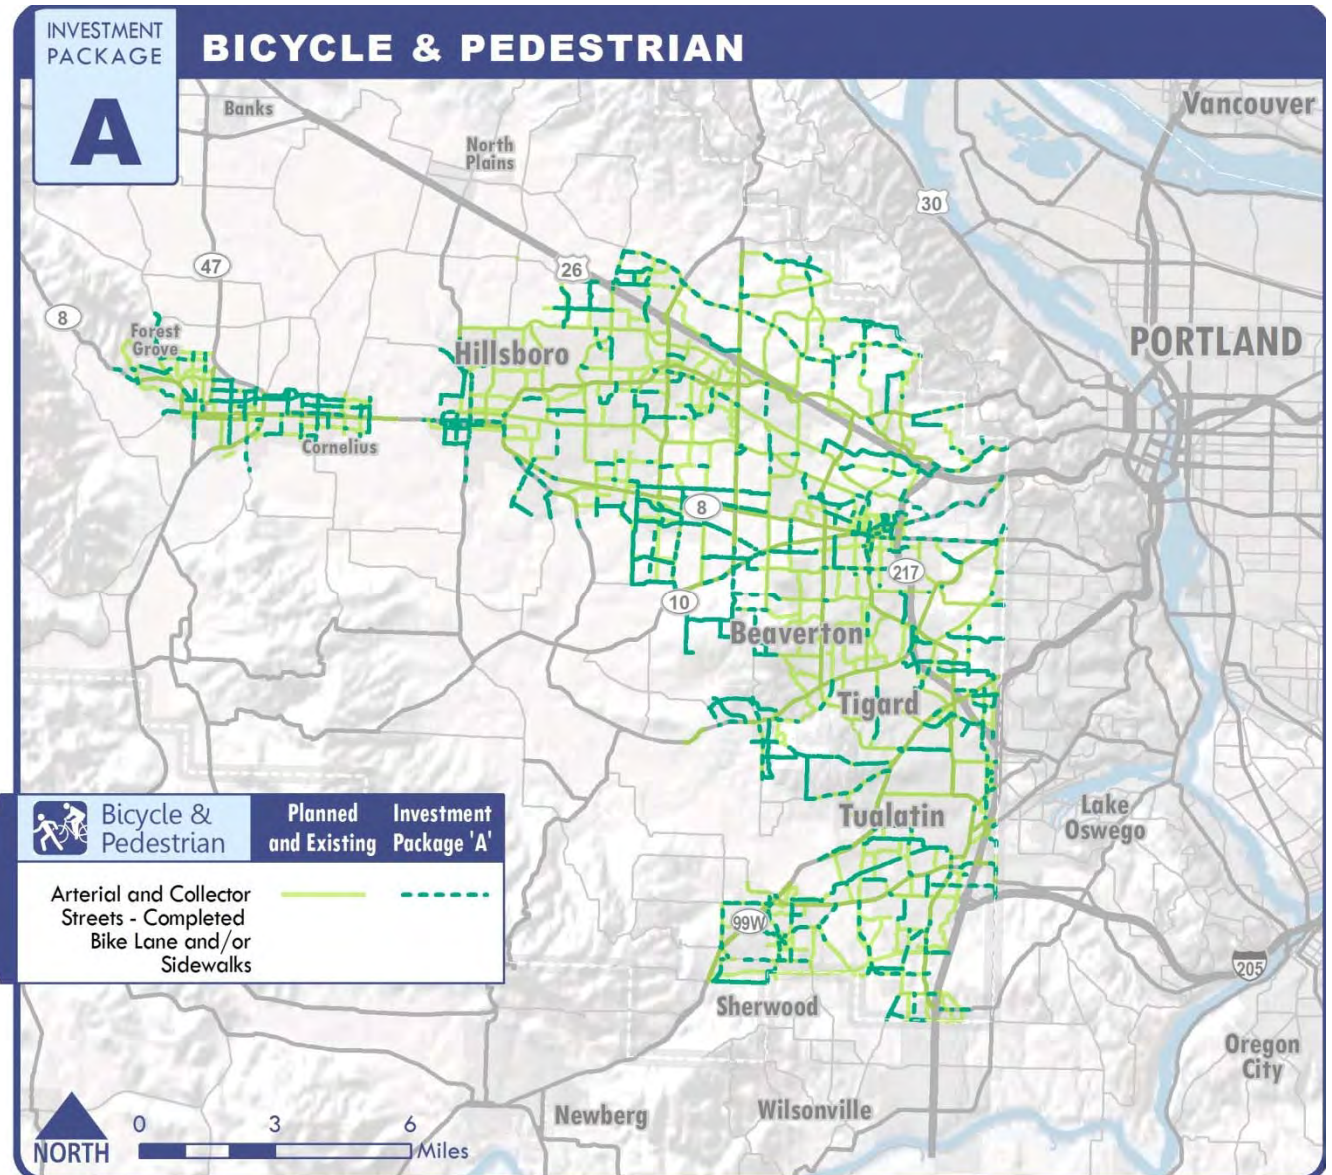 INVESTMENT
PACKAGE
A
BICYCLE & PEDESTRIAN
Banks
North
Plains
Vancouver
30
47
26
8
Forest
Grove
Hillsboro
PORTLAND
Cornelius
8
217
10
Beaverton
Tigard
Tualatin
Lake
Oswego
99W
205
Sherwood
Oregon
City
Newberg
Wilsonville
Bicycle &
Pedestrian
Planned
and Existing
Investment
Package 'A'
Arterial and Collector
Streets - Completed
Bike Lane and/or
Sidewalks
NORTH
0 3 6
Miles